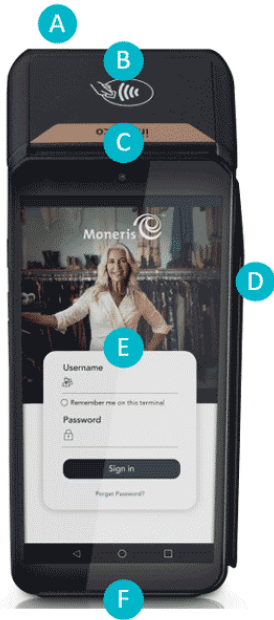 A
B
C
Moneris
D
E
Username
Remember me on this terminal
Password
Sign in
Forgot Password?
F